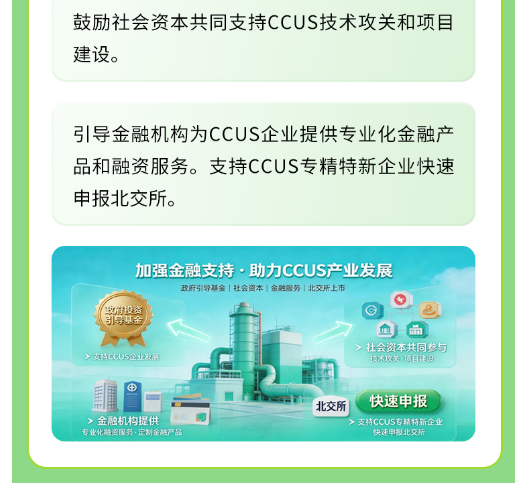 鼓励社会资本共同支持CCUS技术攻关和项目
建设。
引导金融机构为CCUS企业提供专业化金融产
品和融资服务。支持CCUS专精特新企业快速
申报北交所。
加强金融支持·助力CCUS产业发展
政府引导基金｜社会资本｜金融服务｜北交所上市
政府投资
引导基金
支持CCUS企业发展
社会资本共同参与
技术攻关·项目建设
金融机构提供
专业化融资服务·定制金融产品
北交所
快速申报
支持CCUS专精特新企业
快速申报北交所